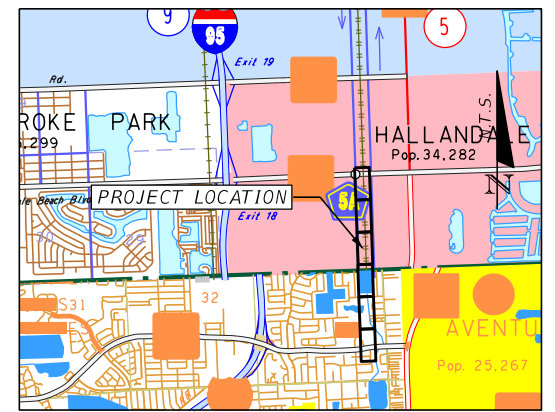 9
95
5
Exit 19
Rd.
ROKE PARK
.299
HALLANDALE
Pop.34,282
N.T.S.
N
le Beach Blvd
PROJECT LOCATION
5A
Exit 18
S31
32
AVENTU
Pop. 25,267